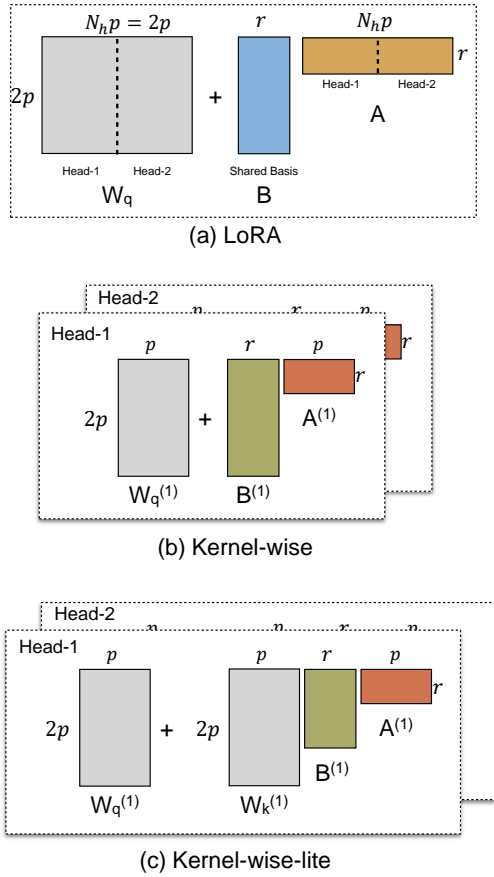 N_h p = 2p r N_h p
2p + r
Head-1 Head-2
Head-1 Head-2 Shared Basis A
W_q B
(a) LoRA
Head-2
p r p
Head-1
p r p r
2p + r
A^(1)
W_q^(1) B^(1)
(b) Kernel-wise
Head-2
Head-1
p p r p
2p + 2p r
A^(1)
B^(1)
W_q^(1) W_k^(1)
(c) Kernel-wise-lite